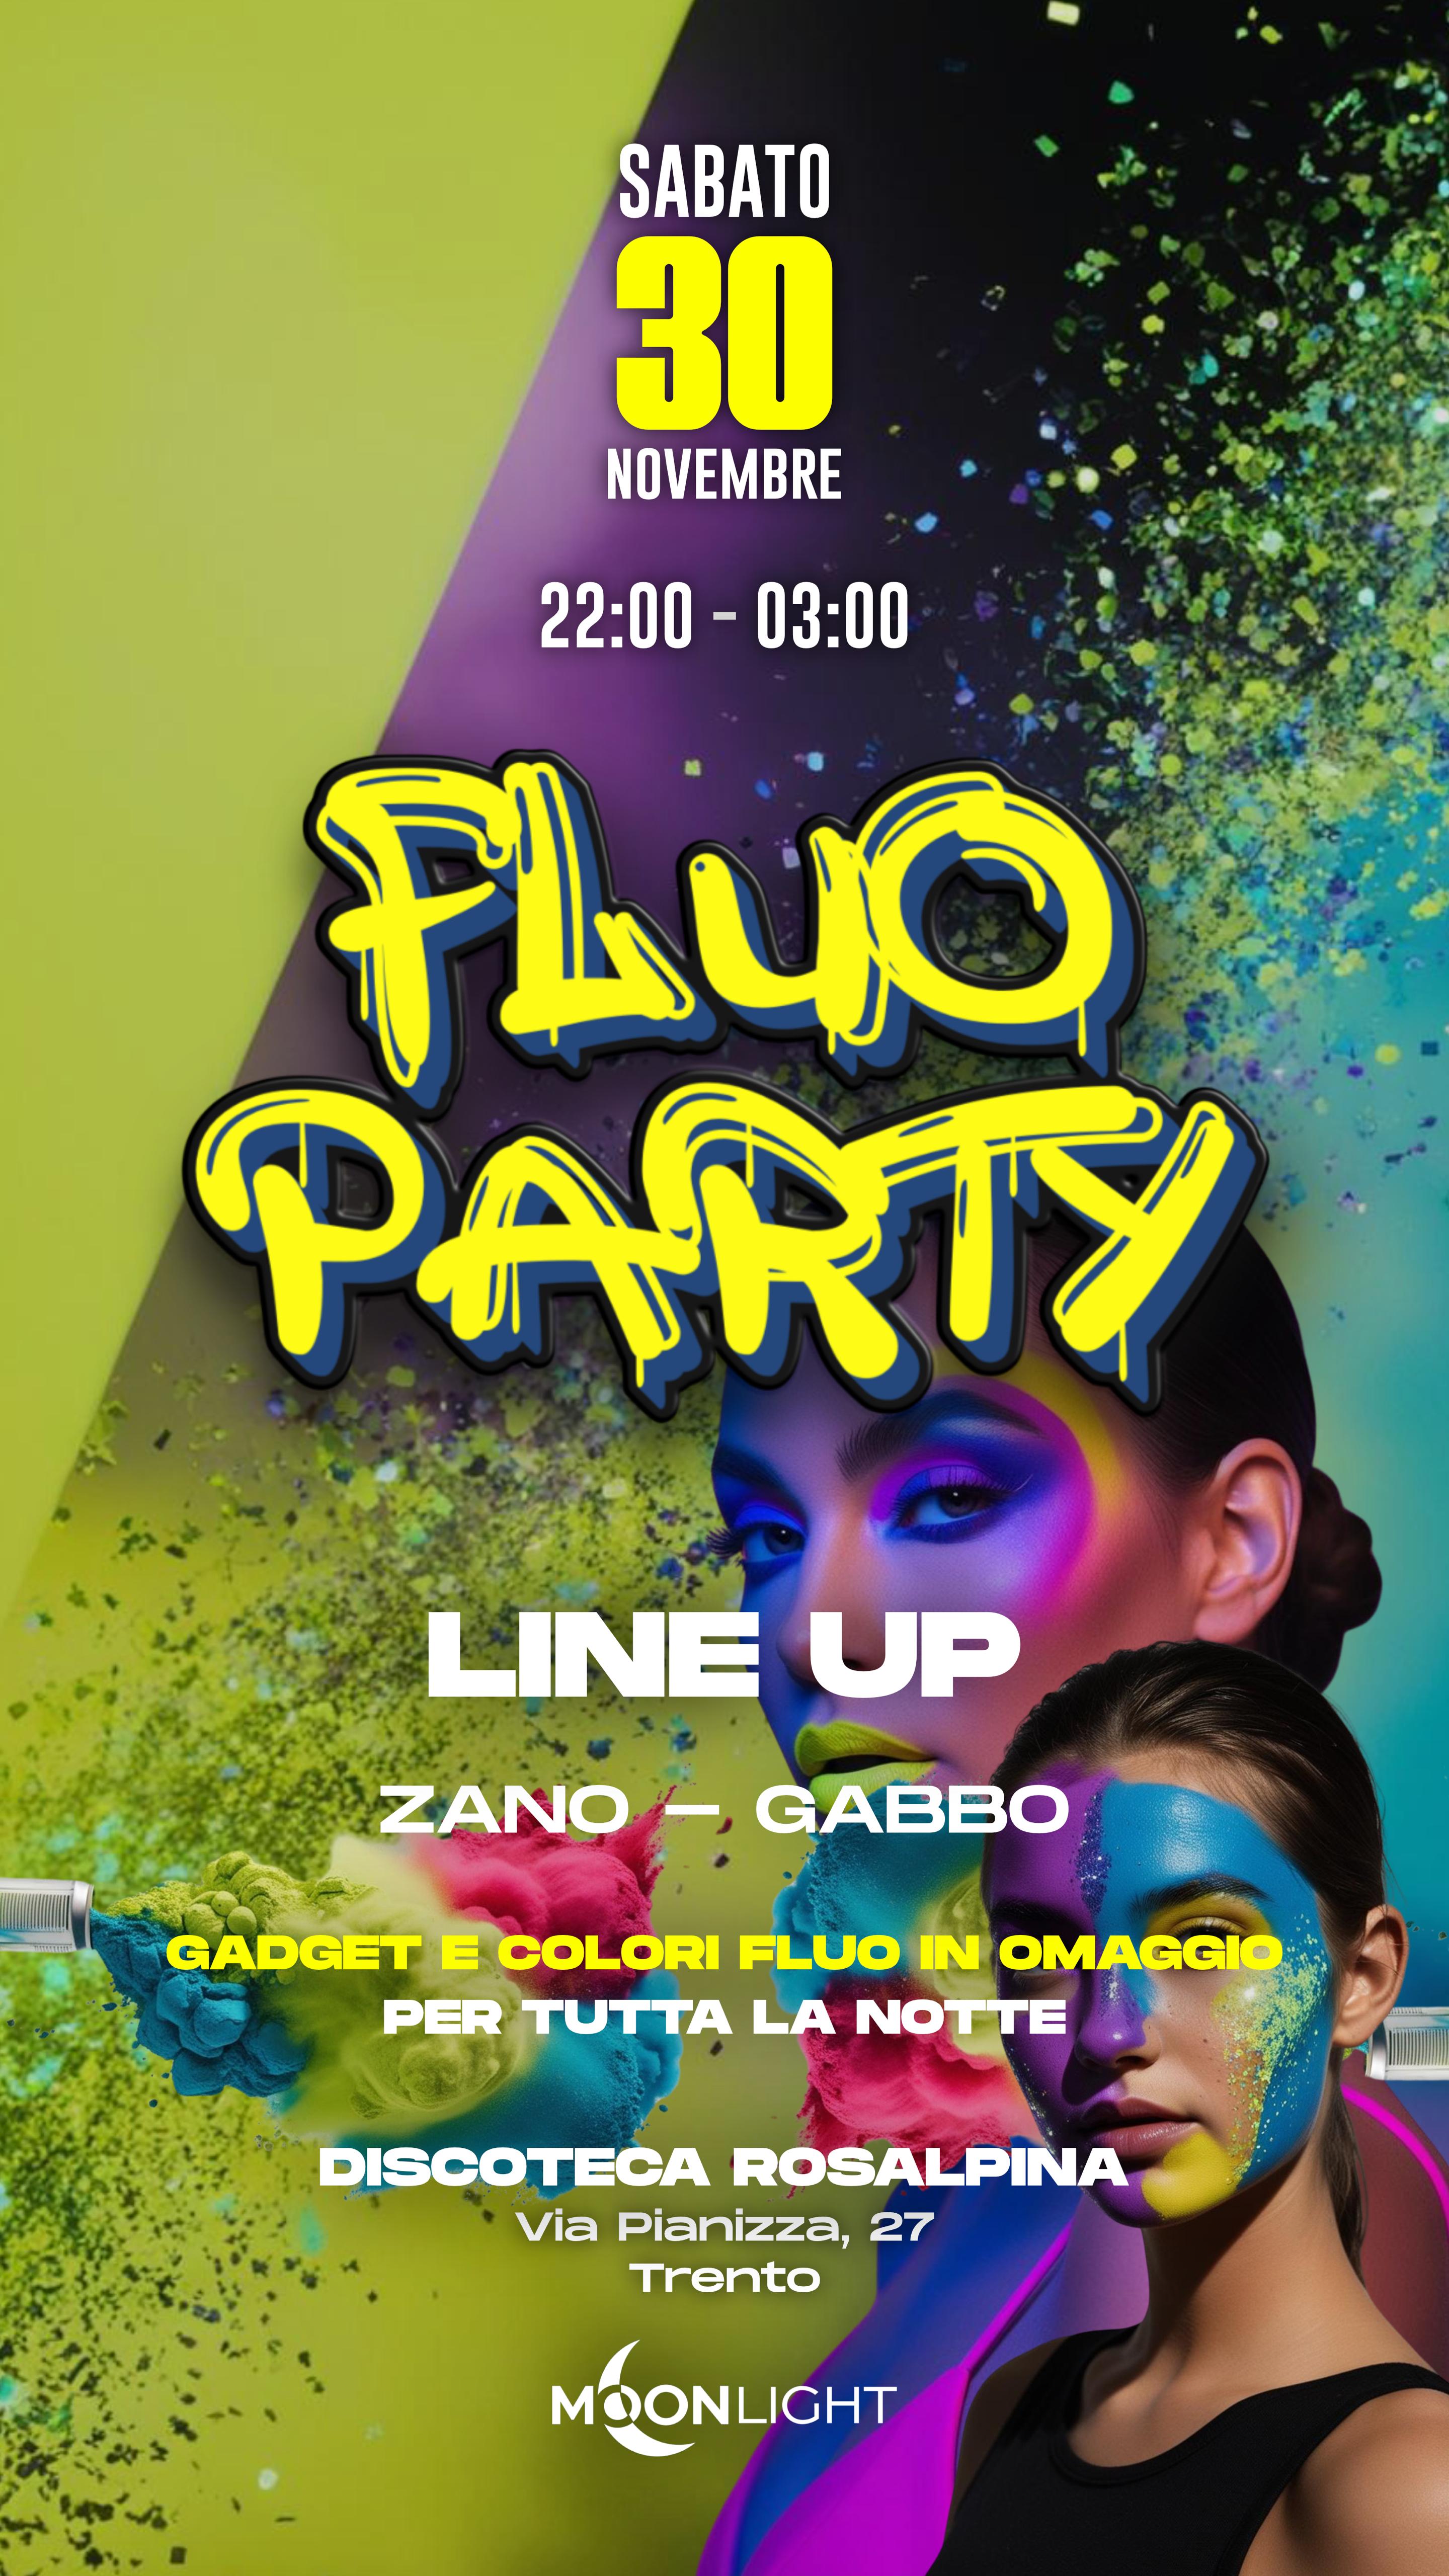 SABATO
30
NOVEMBRE
22:00 - 03:00
FLUO
PARTY
LINE UP
ZANO — GABBO
GADGET E COLORI FLUO IN OMAGGIO
PER TUTTA LA NOTTE
DISCOTECA ROSALPINA
Via Pianizza, 27
Trento
MOONLIGHT